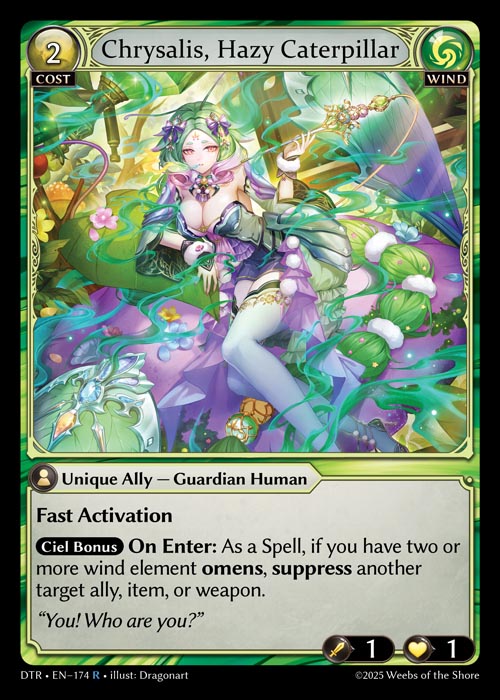 2
COST
Chrysalis, Hazy Caterpillar
WIND
Unique Ally — Guardian Human
Fast Activation
Ciel Bonus On Enter: As a Spell, if you have two or
more wind element omens, suppress another
target ally, item, or weapon.
“You! Who are you?”
1
1
DTR • EN–174 R • illust: Dragonart
©2025 Weebs of the Shore